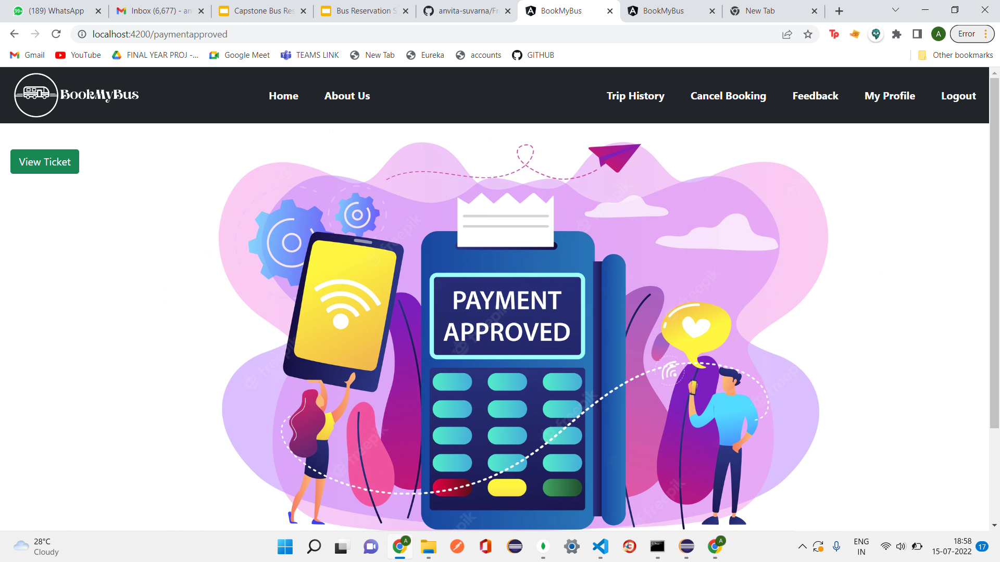 (189) WhatsApp
Inbox (6,677) - an
Capstone Bus Res
Bus Reservation S
anvita-suvarna/Fr
BookMyBus
BookMyBus
New Tab
localhost:4200/paymentapproved
Error
Gmail
YouTube
FINAL YEAR PROJ -...
Google Meet
TEAMS LINK
New Tab
Eureka
accounts
GITHUB
Other bookmarks
BookMyBus
Home
About Us
Trip History
Cancel Booking
Feedback
My Profile
Logout
View Ticket
PAYMENT
APPROVED
freepik
28°C
Cloudy
ENG
IN
18:58
15-07-2022
17